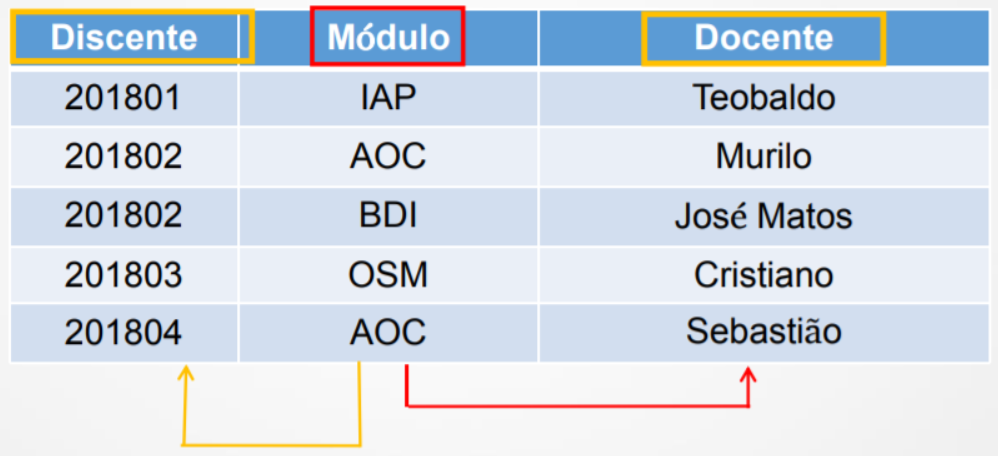 Discente Módulo Docente
201801 IAP Teobaldo
201802 AOC Murilo
201802 BDI José Matos
201803 OSM Cristiano
201804 AOC Sebastião